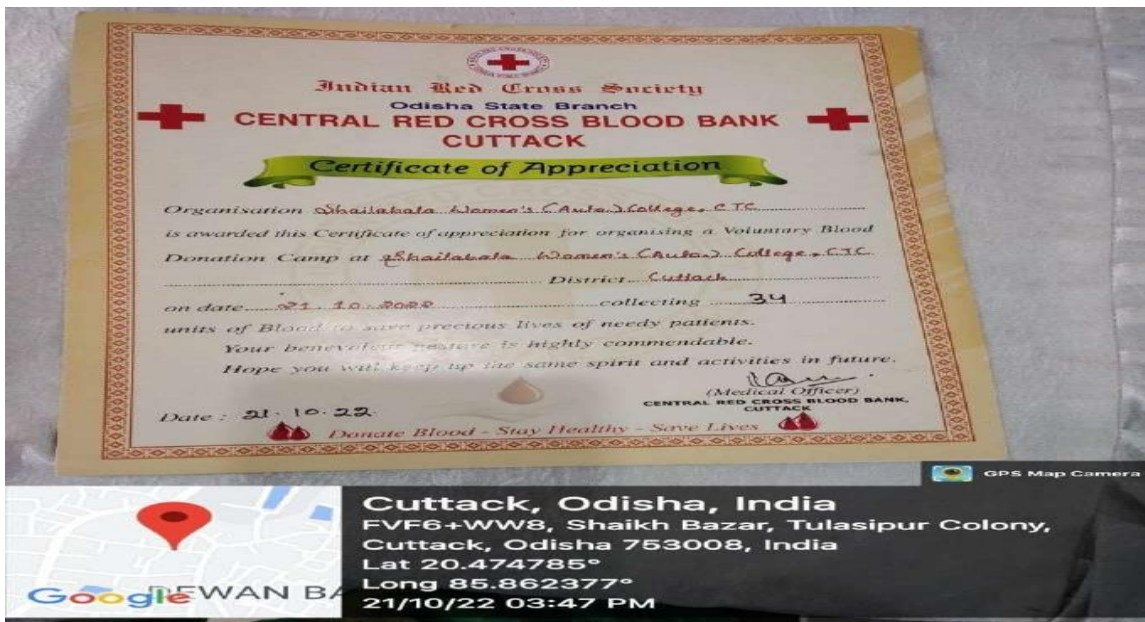 Indian Red Cross Society
Odisha State Branch
CENTRAL RED CROSS BLOOD BANK
CUTTACK
Certificate of Appreciation
Organisation Shailabala Women's (Auto.) College, CTC
is awarded this Certificate of appreciation for organising a Voluntary Blood
Donation Camp at Shailabala Women's (Auto.) College, CTC
District Cuttack
on date 21.10.2022 collecting 34
units of Blood to save precious lives of needy patients.
Your benevolent gesture is highly commendable.
Hope you will keep up the same spirit and activities in future.
(Medical Officer)
CENTRAL RED CROSS BLOOD BANK,
CUTTACK
Date : 21.10.22
Donate Blood - Stay Healthy - Save Lives
GPS Map Camera
Cuttack, Odisha, India
FVF6+WW8, Shaikh Bazar, Tulasipur Colony,
Cuttack, Odisha 753008, India
Lat 20.474785°
Long 85.862377°
21/10/22 03:47 PM
Google
DEWAN BA